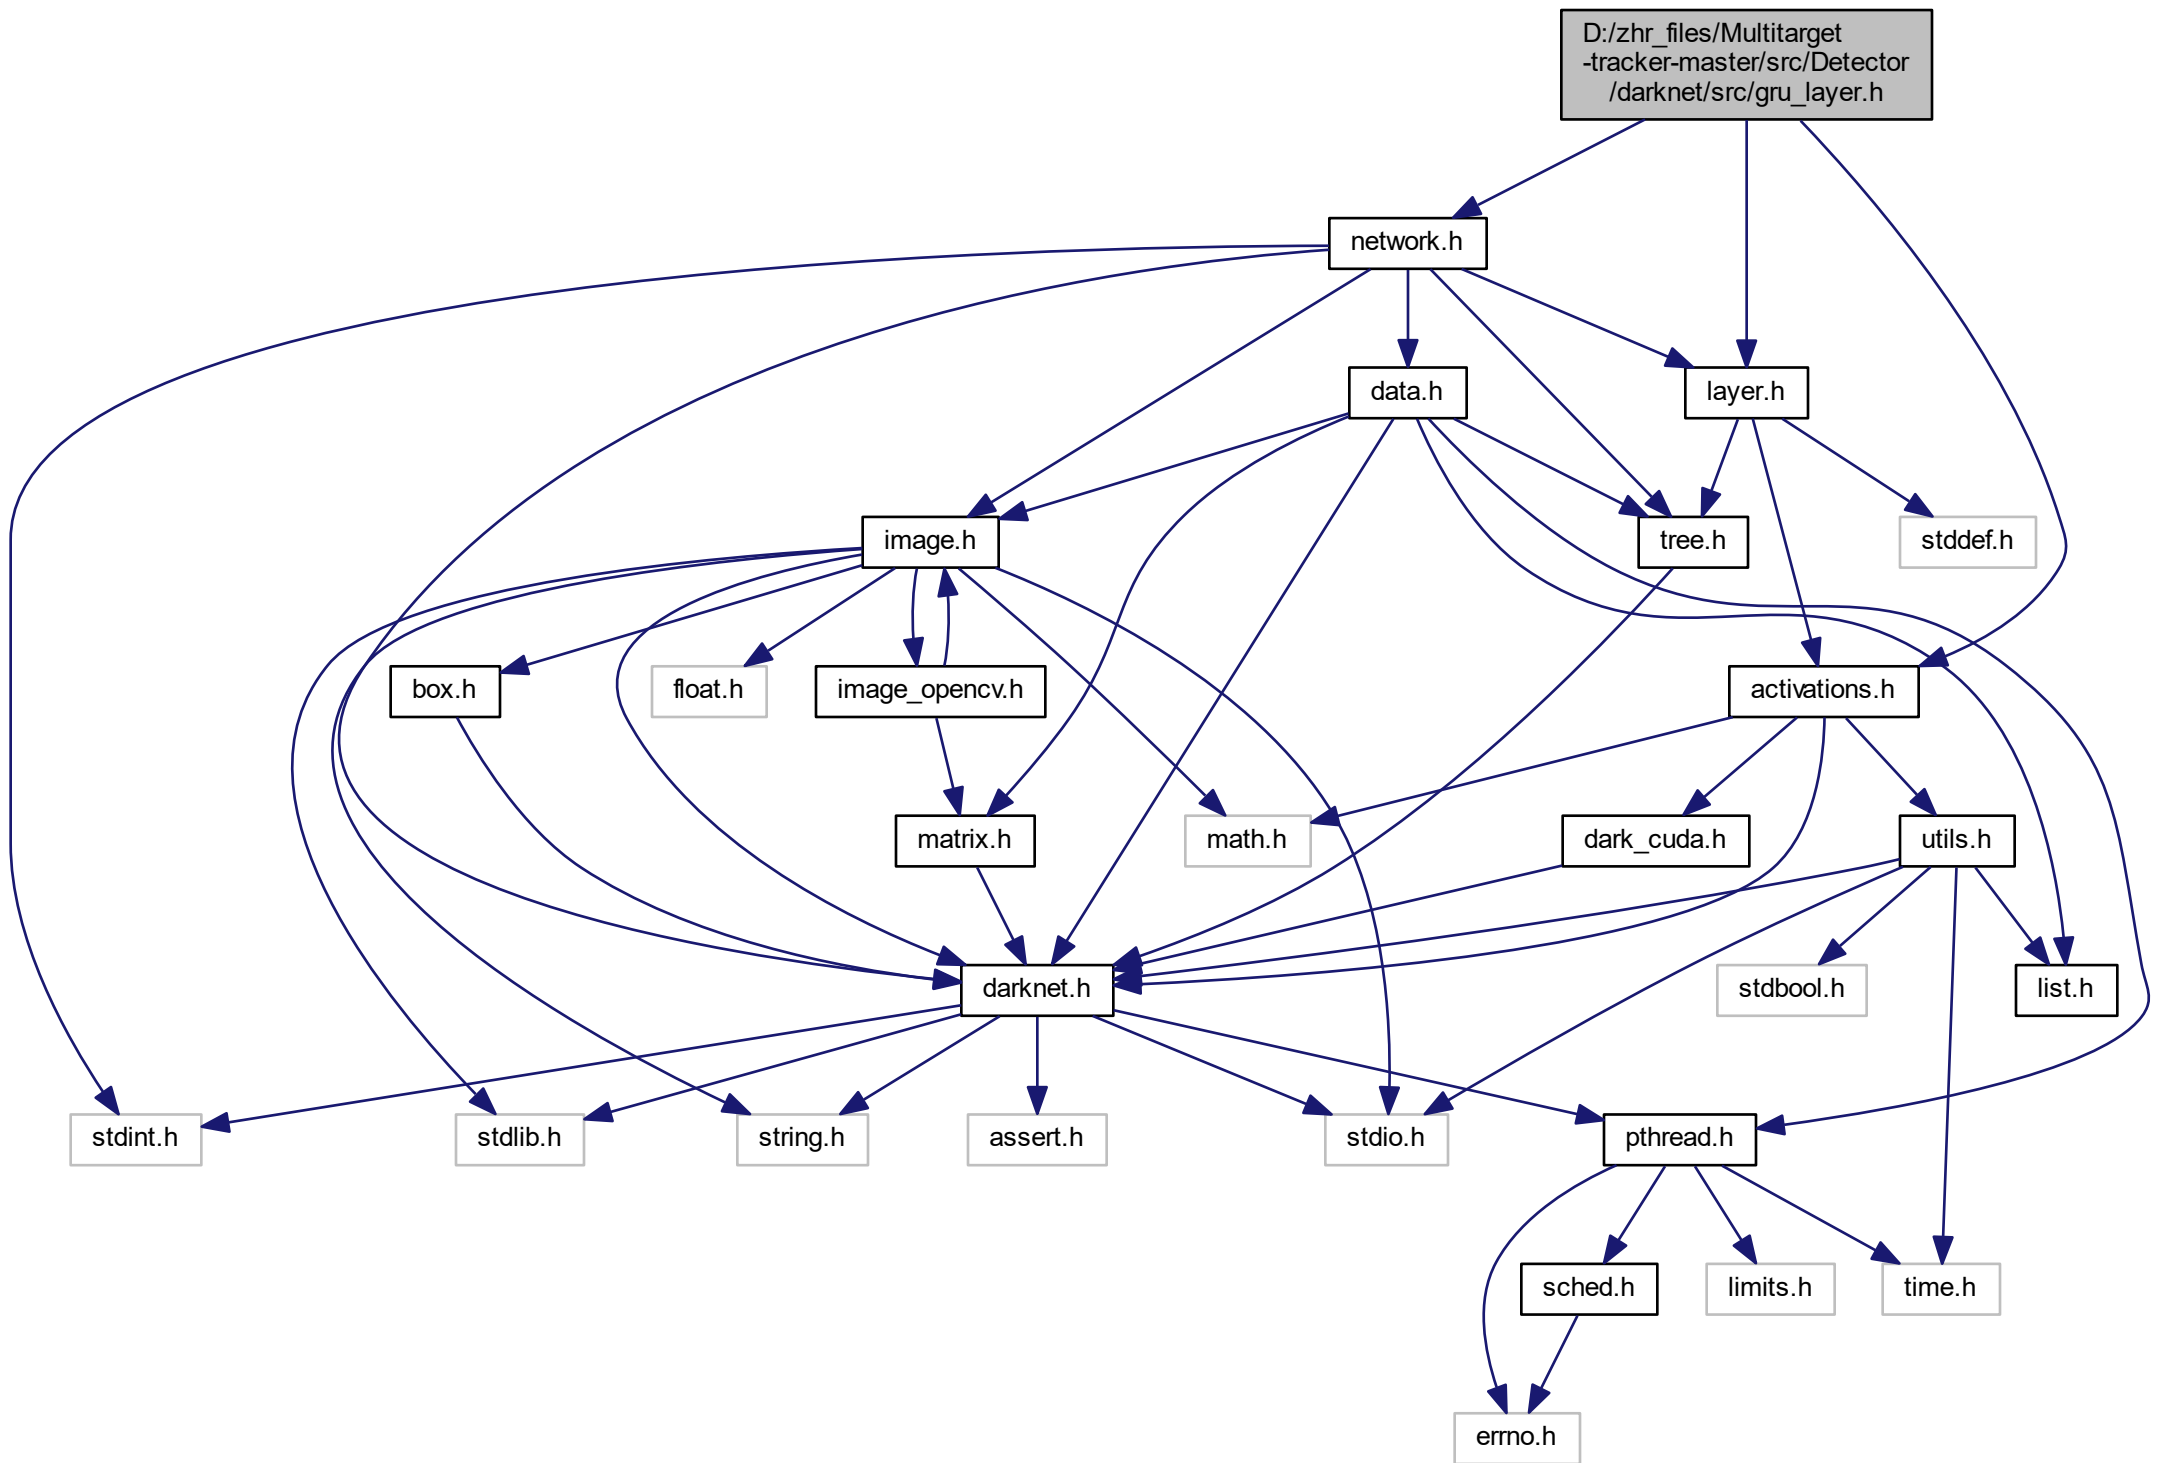 D:/zhr_files/Multitarget
-tracker-master/src/Detector
/darknet/src/gru_layer.h
network.h
data.h
layer.h
image.h
tree.h
stddef.h
box.h
float.h
image_opencv.h
activations.h
matrix.h
math.h
dark_cuda.h
utils.h
darknet.h
stdbool.h
list.h
stdint.h
stdlib.h
string.h
assert.h
stdio.h
pthread.h
sched.h
limits.h
time.h
errno.h